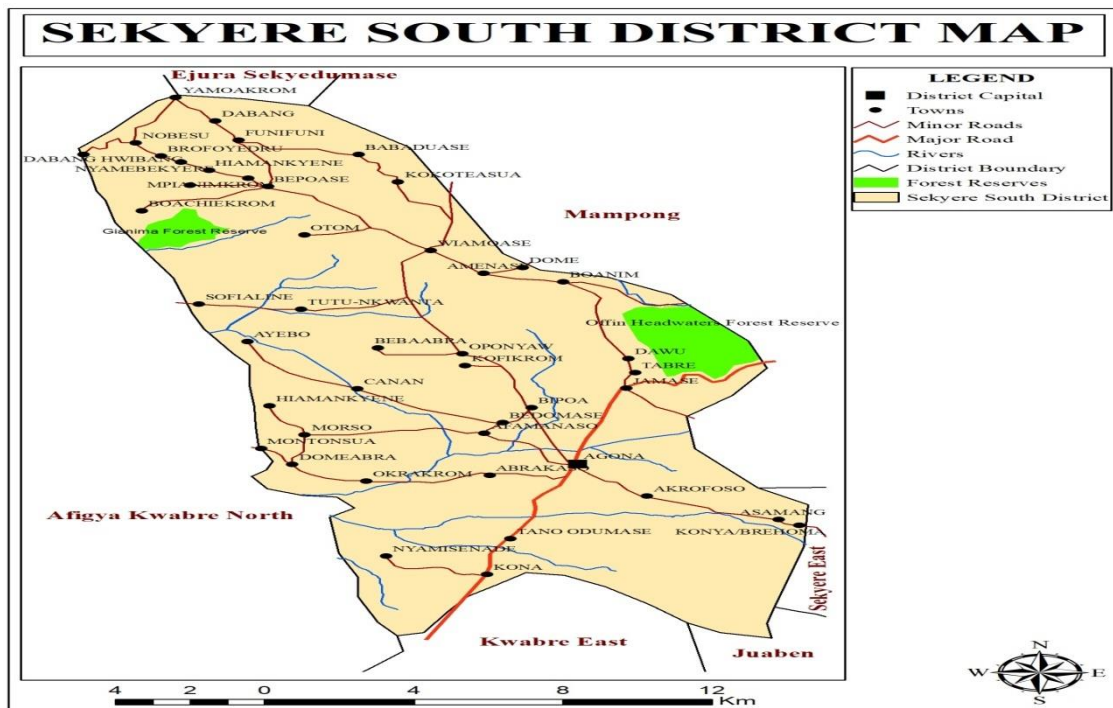 SEKYERE SOUTH DISTRICT MAP
Ejura Sekyedumase
YAMOAKROM
DABANG
NOBESU
FUNIFUNI
BROFOYEDRU
BABADUASE
DABANG HWIBANG
HIAMANKYENE
NYAMEBEKYERE
KOKOTEASUA
MPIANIMKROM
BEPOASE
BOACHIEKROM
Mampong
Gianima Forest Reserve
OTOM
WIAMOASE
DOME
AMENASE
BOANIM
SOFIALINE
TUTU-NKWANTA
Offin Headwaters Forest Reserve
AYEBO
BEBAABRA
OPONYAW
KOFIKROM
DAWU
TABRE
CANAN
JAMASE
HIAMANKYENE
BIPOA
BEDOMASE
MORSO
AFAMANASO
MONTONSUA
DOMEABRA
AGONA
OKRAKROM
AKROFOSO
Afigya Kwabre North
ASAMANG
TANO ODUMASE
KONYA/BREHOMA
NYAMISENADE
KONA
Sekyere East
Kwabre East
Juaben
LEGEND
District Capital
Towns
Minor Roads
Major Road
Rivers
District Boundary
Forest Reserves
Sekyere South District
N
W E
S
4 2 0 4 8 12
Km